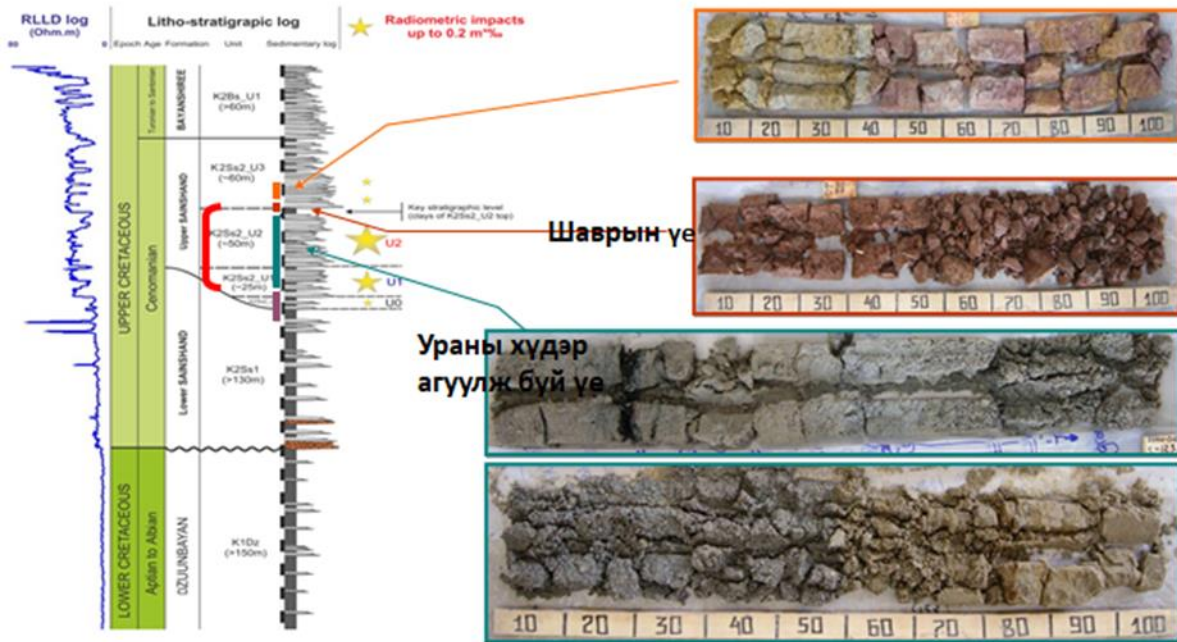 RLLD log
(Ohm.m)
80
0
Litho-stratigrapic log
Epoch
Age
Formation
Unit
Sedimentary log
Radiometric impacts
up to 0.2 m*‰
UPPER CRETACEOUS
LOWER CRETACEOUS
Cenomanian
Aptian to Albian
BAYANSHIREE
Upper SAINSHAND
Lower SAINSHAND
DZUUNBAYAN
K2Bs_U1
(>60m)
K2Ss2_U3
(~60m)
K2Ss2_U2
(~50m)
K2Ss2_U1
(~25m)
K2Ss1
(>130m)
K1Dz
(>150m)
Key stratigraphic level
(clays of K2Ss2_U2 top)
U2
U1
U0
Шаврын үе
Ураны хүдэр
агуулж буй үе
10 20 30 40 50 60 70 80 90 100
10 20 30 40 50 60 70 80 90 100
10 20 30 40 50 60 70 80 90 100